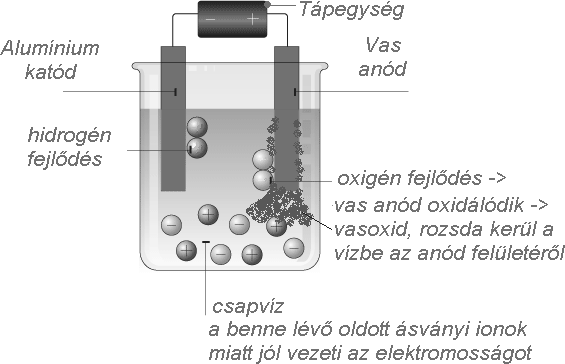 Tápegység
Alumínium
katód
Vas
anód
hidrogén
fejlődés
oxigén fejlődés ->
vas anód oxidálódik ->
vasoxid, rozsda kerül a
vízbe az anód felületéről
csapvíz
a benne lévő oldott ásványi ionok
miatt jól vezeti az elektromosságot